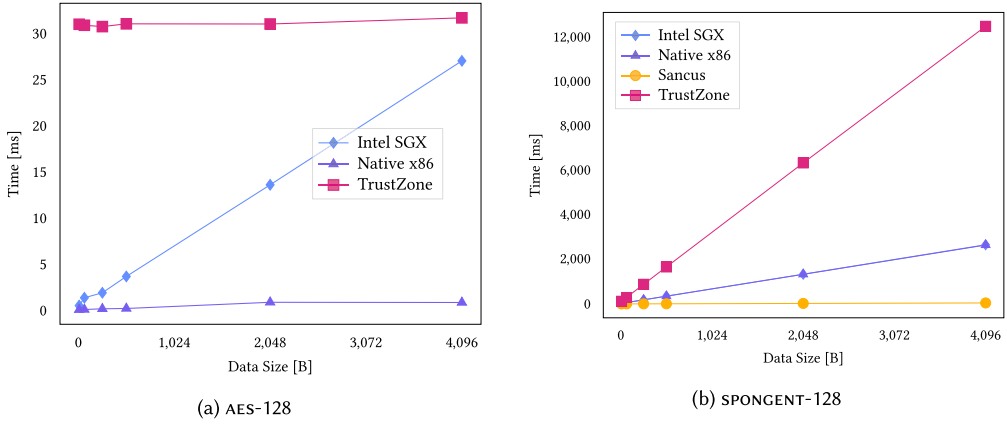 30
25
20
15
10
5
0
Time [ms]
Intel SGX
Native x86
TrustZone
0 1,024 2,048 3,072 4,096
Data Size [B]
(a) AES-128
12,000
10,000
8,000
6,000
4,000
2,000
0
Time [ms]
Intel SGX
Native x86
Sancus
TrustZone
0 1,024 2,048 3,072 4,096
Data Size [B]
(b) SPONGENT-128